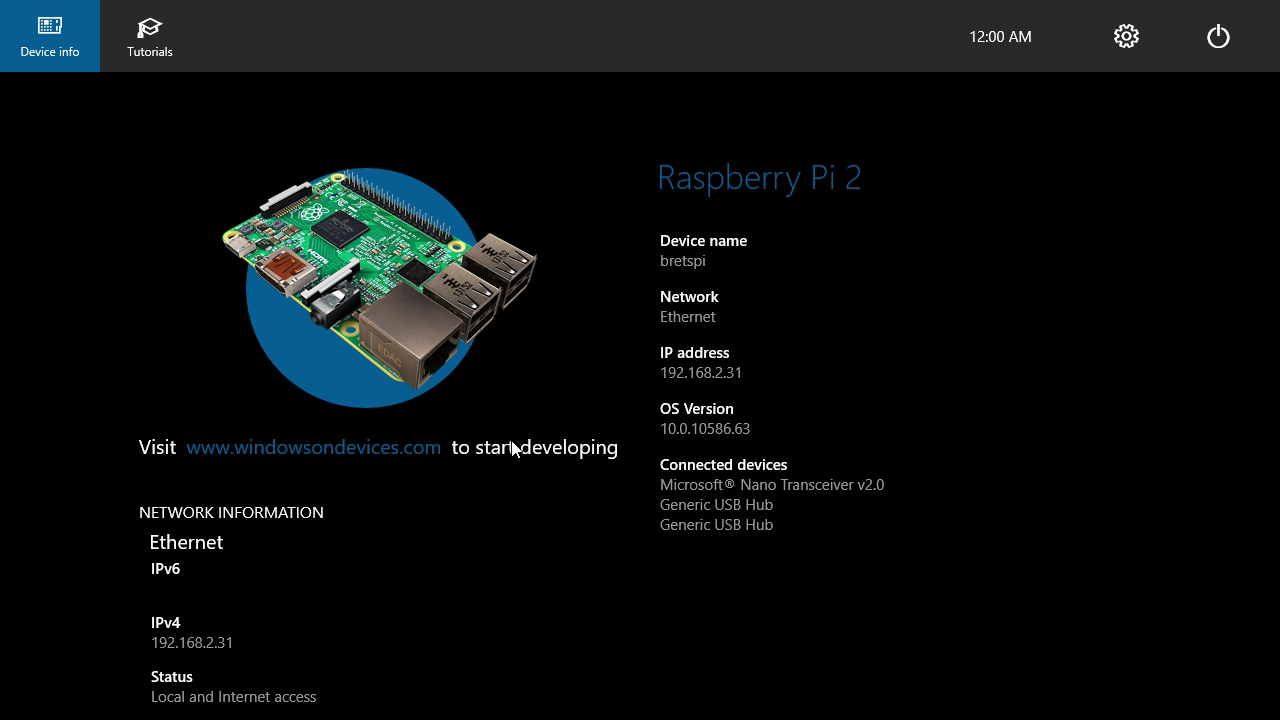 Device info
Tutorials
12:00 AM
HDMI
EDAC
Visit www.windowsondevices.com to start developing
NETWORK INFORMATION
Ethernet
IPv6
IPv4
192.168.2.31
Status
Local and Internet access
Raspberry Pi 2
Device name
bretspi
Network
Ethernet
IP address
192.168.2.31
OS Version
10.0.10586.63
Connected devices
Microsoft® Nano Transceiver v2.0
Generic USB Hub
Generic USB Hub